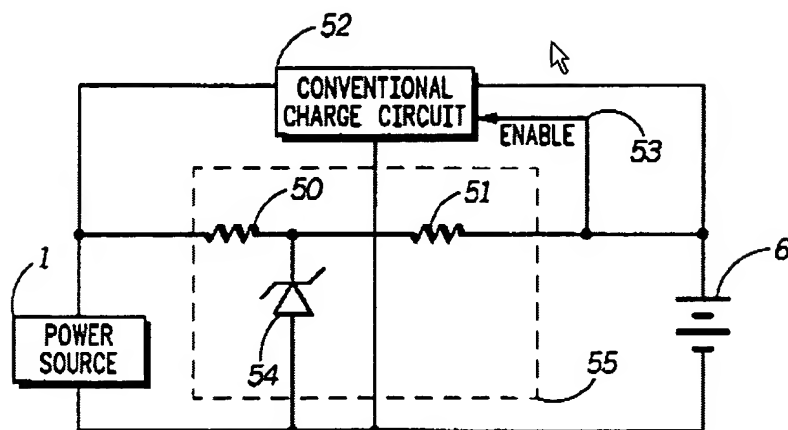 52
CONVENTIONAL
CHARGE CIRCUIT
ENABLE
53
50
51
1
POWER
SOURCE
54
55
6